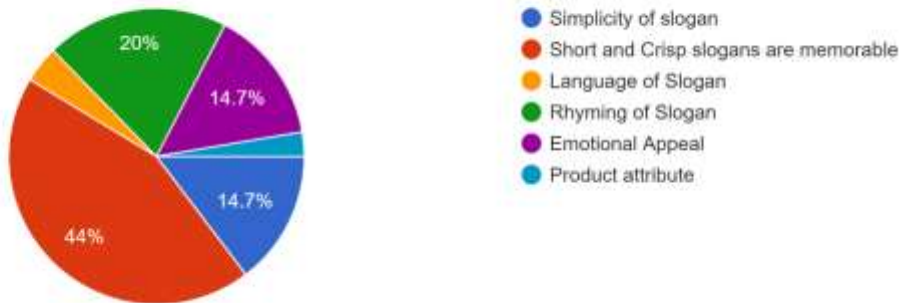 20%
14.7%
14.7%
44%
Simplicity of slogan
Short and Crisp slogans are memorable
Language of Slogan
Rhyming of Slogan
Emotional Appeal
Product attribute